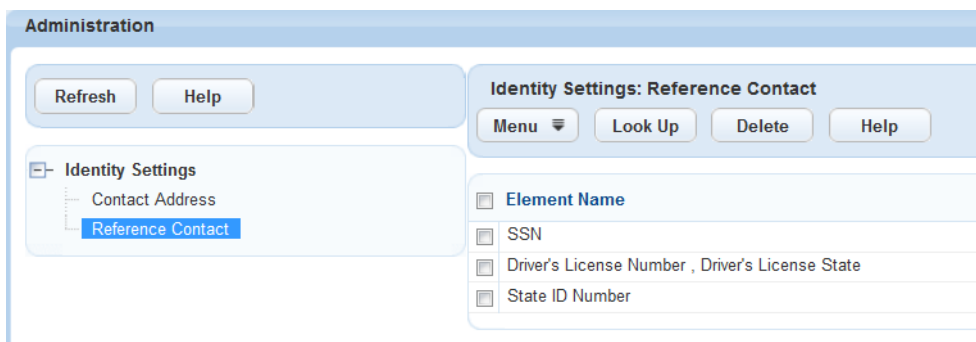 Administration
Refresh Help
Identity Settings: Reference Contact
Menu Look Up Delete Help
Identity Settings
Contact Address
Reference Contact
Element Name
SSN
Driver's License Number , Driver's License State
State ID Number